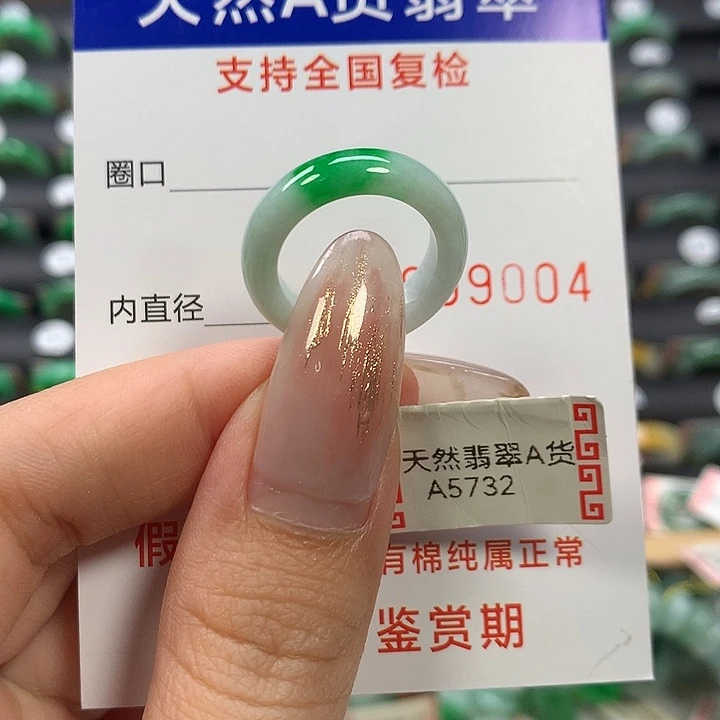 天然A货翡翠
支持全国复检
圈口
内直径
9004
天然翡翠A货
A5732
假
有棉纯属正常
鉴赏期